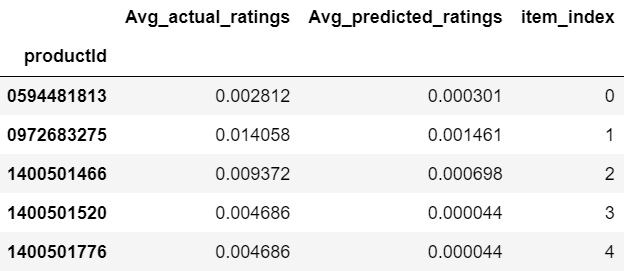 Avg_actual_ratings Avg_predicted_ratings item_index
productId
0594481813 0.002812 0.000301 0
0972683275 0.014058 0.001461 1
1400501466 0.009372 0.000698 2
1400501520 0.004686 0.000044 3
1400501776 0.004686 0.000044 4